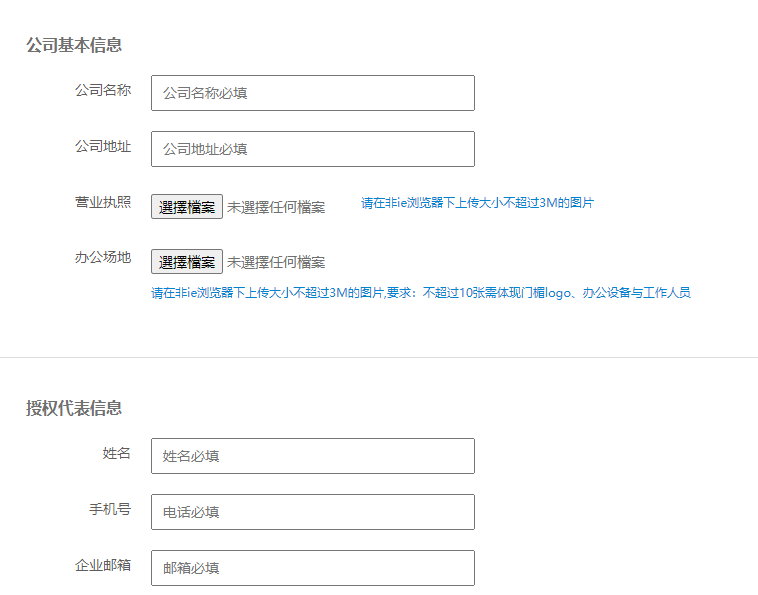 公司基本信息
公司名称 公司名称必填
公司地址 公司地址必填
营业执照 選擇檔案 未選擇任何檔案 请在非ie浏览器下上传大小不超过3M的图片
办公场地 選擇檔案 未選擇任何檔案
请在非ie浏览器下上传大小不超过3M的图片,要求：不超过10张需体现门楣logo、办公设备与工作人员
授权代表信息
姓名 姓名必填
手机号 电话必填
企业邮箱 邮箱必填